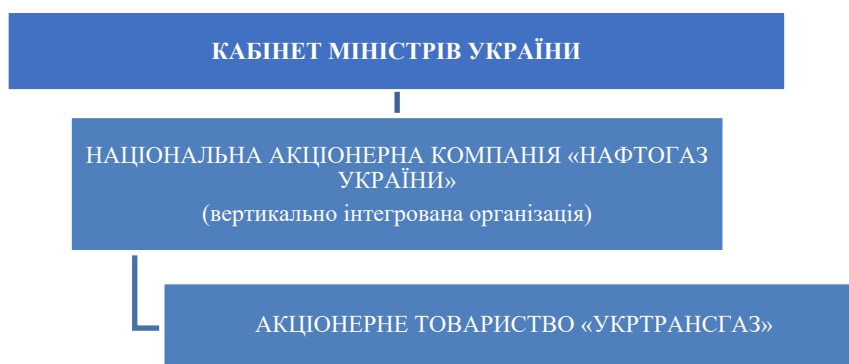 КАБІНЕТ МІНІСТРІВ УКРАЇНИ
НАЦІОНАЛЬНА АКЦІОНЕРНА КОМПАНІЯ «НАФТОГАЗ
УКРАЇНИ»
(вертикально інтегрована організація)
АКЦІОНЕРНЕ ТОВАРИСТВО «УКРТРАНСГАЗ»